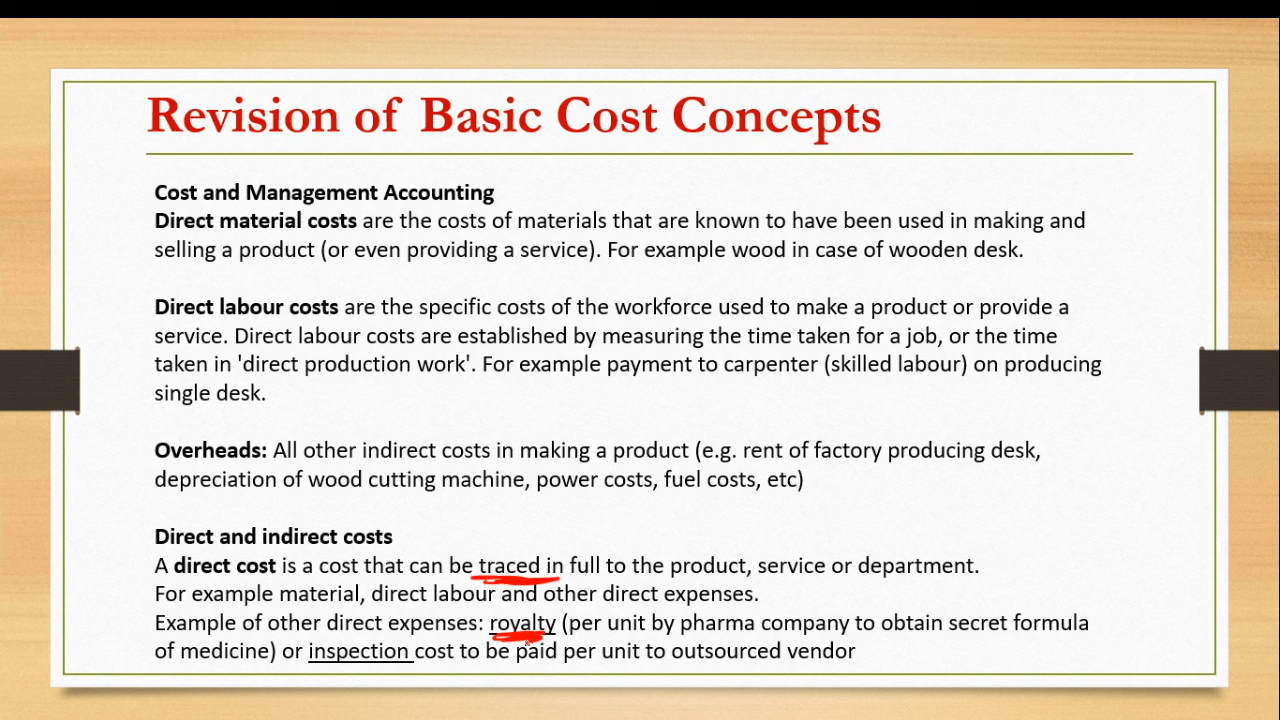 Revision of Basic Cost Concepts
Cost and Management Accounting
Direct material costs are the costs of materials that are known to have been used in making and
selling a product (or even providing a service). For example wood in case of wooden desk.
Direct labour costs are the specific costs of the workforce used to make a product or provide a
service. Direct labour costs are established by measuring the time taken for a job, or the time
taken in 'direct production work'. For example payment to carpenter (skilled labour) on producing
single desk.
Overheads: All other indirect costs in making a product (e.g. rent of factory producing desk,
depreciation of wood cutting machine, power costs, fuel costs, etc)
Direct and indirect costs
A direct cost is a cost that can be traced in full to the product, service or department.
For example material, direct labour and other direct expenses.
Example of other direct expenses: royalty (per unit by pharma company to obtain secret formula
of medicine) or inspection cost to be paid per unit to outsourced vendor